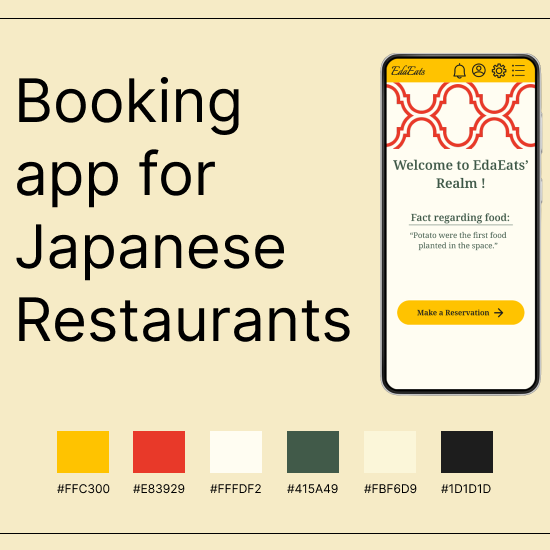 Booking
app for
Japanese
Restaurants
EdaEats
Welcome to EdaEats’
Realm !
Fact regarding food:
“Potato were the first food
planted in the space.”
Make a Reservation
#FFC300 #E83929 #FFFDF2 #415A49 #FBF6D9 #1D1D1D